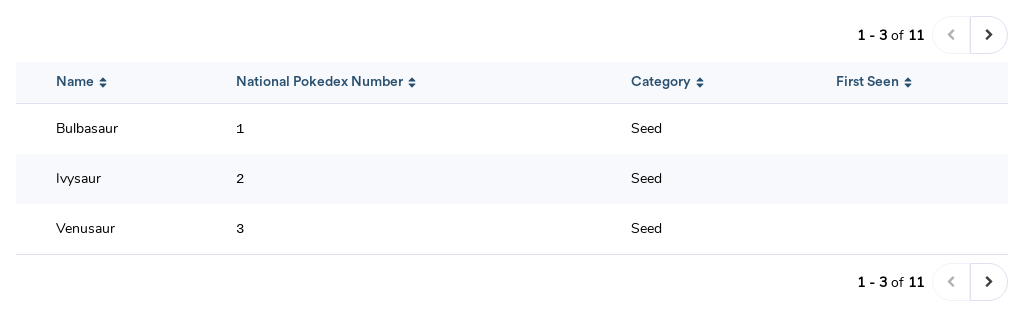 1 - 3 of 11
Name National Pokedex Number Category First Seen
Bulbasaur 1 Seed
Ivysaur 2 Seed
Venusaur 3 Seed
1 - 3 of 11